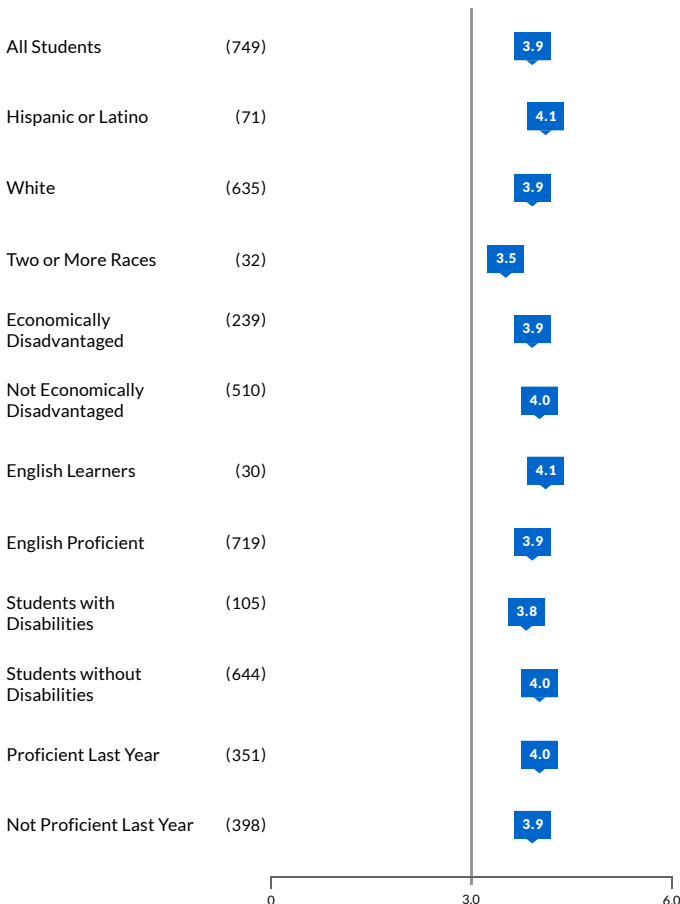 All Students (749) 3.9
Hispanic or Latino (71) 4.1
White (635) 3.9
Two or More Races (32) 3.5
Economically (239) 3.9
Disadvantaged
Not Economically (510) 4.0
Disadvantaged
English Learners (30) 4.1
English Proficient (719) 3.9
Students with (105) 3.8
Disabilities
Students without (644) 4.0
Disabilities
Proficient Last Year (351) 4.0
Not Proficient Last Year (398) 3.9
0 3.0 6.0